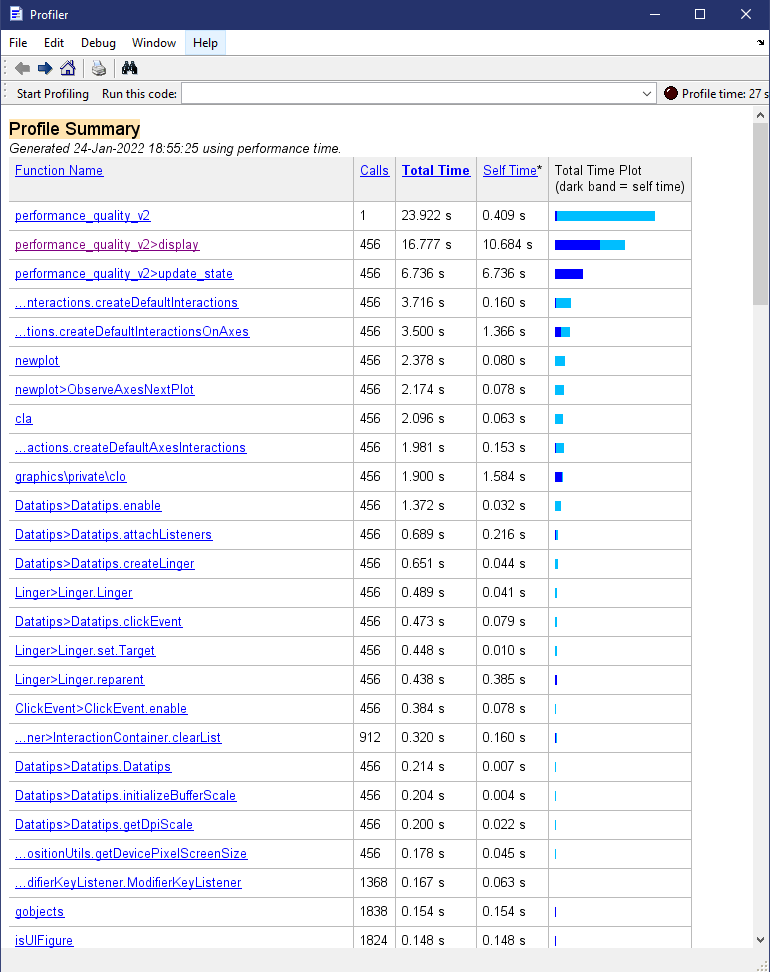 Profiler
File Edit Debug Window Help
Start Profiling Run this code: Profile time: 27 s
Profile Summary
Generated 24-Jan-2022 18:55:25 using performance time.
Function Name Calls Total Time Self Time* Total Time Plot
(dark band = self time)
performance_quality_v2 1 23.922 s 0.409 s
performance_quality_v2>display 456 16.777 s 10.684 s
performance_quality_v2>update_state 456 6.736 s 6.736 s
...nteractions.createDefaultInteractions 456 3.716 s 0.160 s
...tions.createDefaultInteractionsOnAxes 456 3.500 s 1.366 s
newplot 456 2.378 s 0.080 s
newplot>ObserveAxesNextPlot 456 2.174 s 0.078 s
cla 456 2.096 s 0.063 s
...actions.createDefaultAxesInteractions 456 1.981 s 0.153 s
graphics\private\clo 456 1.900 s 1.584 s
Datatips>Datatips.enable 456 1.372 s 0.032 s
Datatips>Datatips.attachListeners 456 0.689 s 0.216 s
Datatips>Datatips.createLinger 456 0.651 s 0.044 s
Linger>Linger.Linger 456 0.489 s 0.041 s
Datatips>Datatips.clickEvent 456 0.473 s 0.079 s
Linger>Linger.set.Target 456 0.448 s 0.010 s
Linger>Linger.reparent 456 0.438 s 0.385 s
ClickEvent>ClickEvent.enable 456 0.384 s 0.078 s
...ner>InteractionContainer.clearList 912 0.320 s 0.160 s
Datatips>Datatips.Datatips 456 0.214 s 0.007 s
Datatips>Datatips.initializeBufferScale 456 0.204 s 0.004 s
Datatips>Datatips.getDpiScale 456 0.200 s 0.022 s
...ositionUtils.getDevicePixelScreenSize 456 0.178 s 0.045 s
...difierKeyListener.ModifierKeyListener 1368 0.167 s 0.063 s
gobjects 1838 0.154 s 0.154 s
isUIFigure 1824 0.148 s 0.148 s